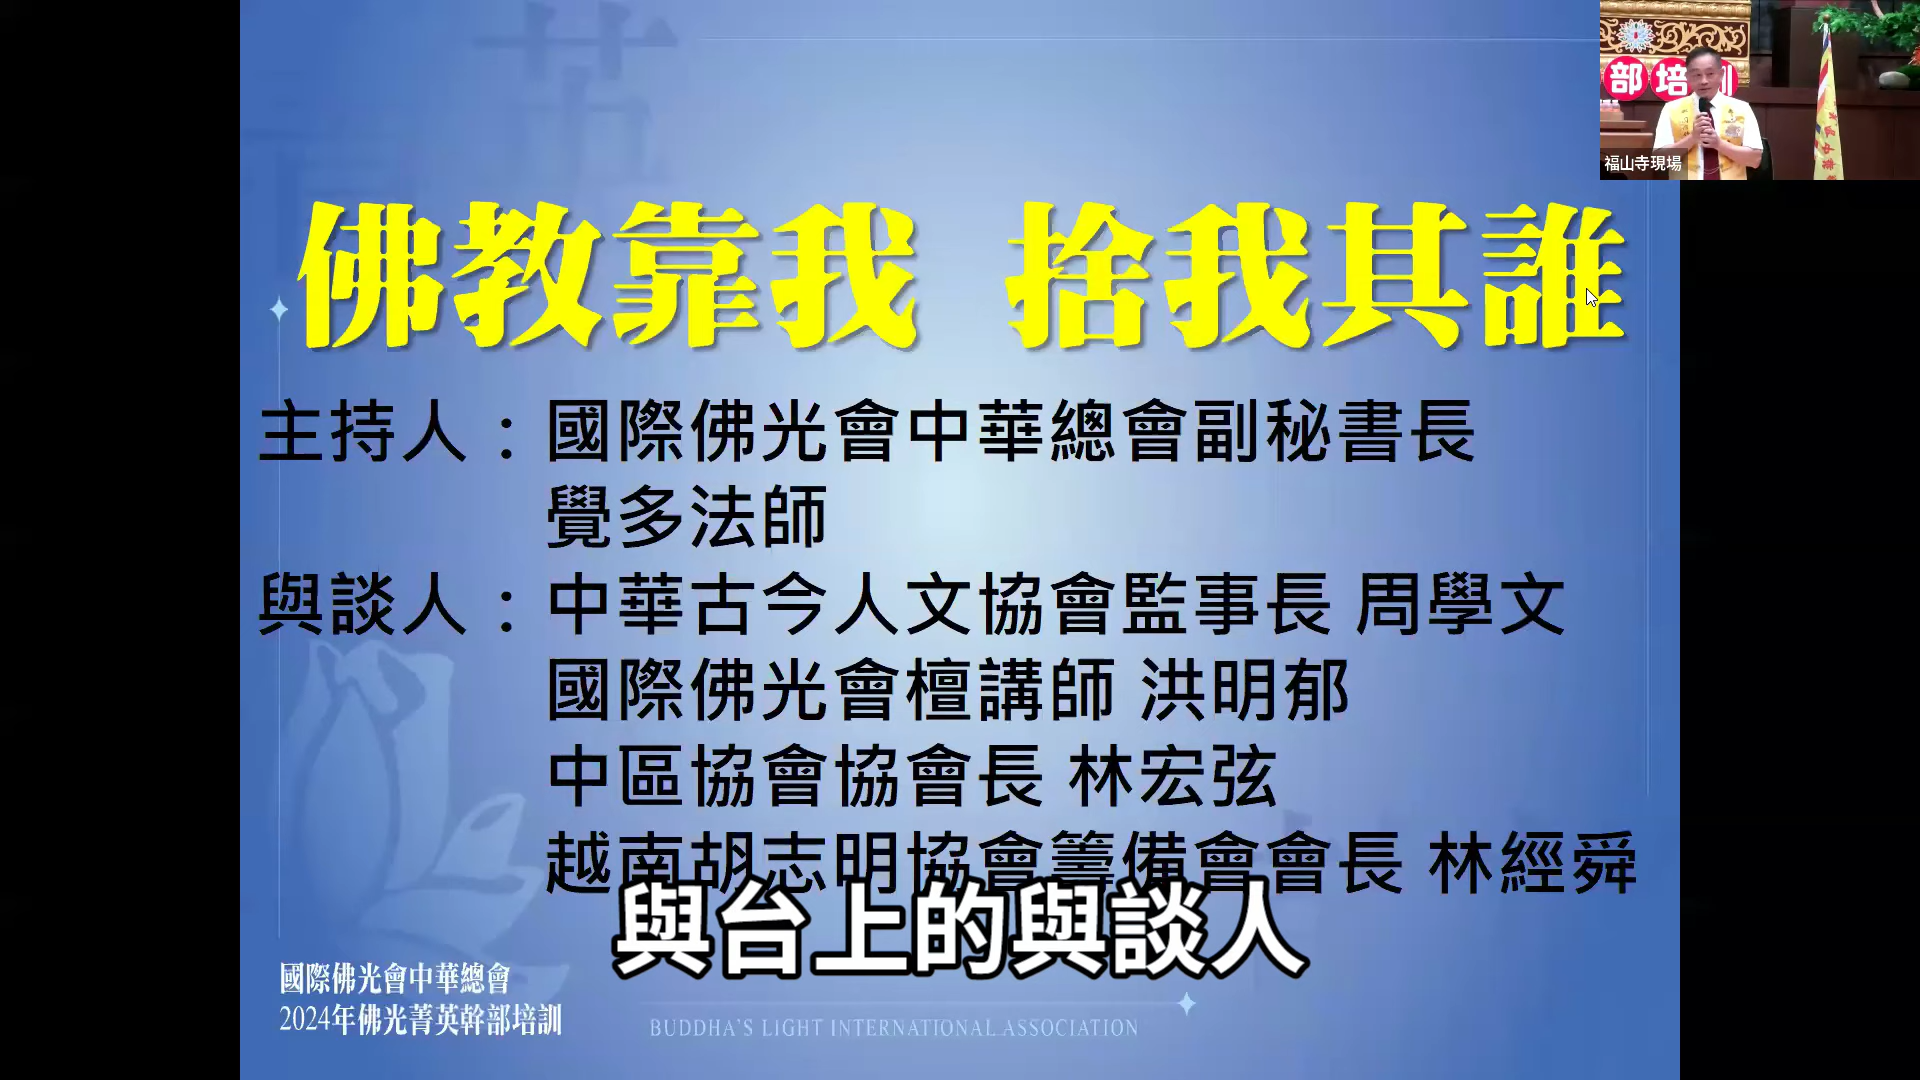 佛教靠我 捨我其誰
部培訓
福山寺現場
主持人：國際佛光會中華總會副秘書長
覺多法師
與談人：中華古今人文協會監事長 周學文
國際佛光會檀講師 洪明郁
中區協會協會長 林宏弦
越南胡志明協會籌備會會長 林經舜
與台上的與談人
國際佛光會中華總會
2024年佛光菁英幹部培訓
BUDDHA'S LIGHT INTERNATIONAL ASSOCIATION